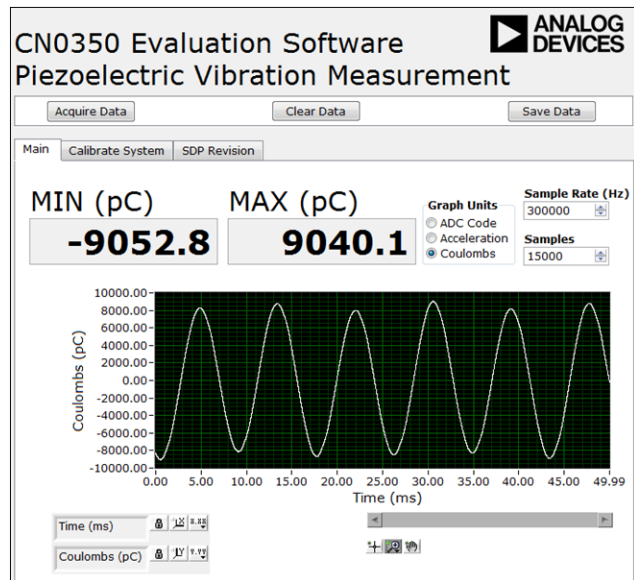 CN0350 Evaluation Software
Piezoelectric Vibration Measurement
ANALOG
DEVICES
Acquire Data
Clear Data
Save Data
Main
Calibrate System
SDP Revision
MIN (pC)
-9052.8
MAX (pC)
9040.1
Graph Units
ADC Code
Acceleration
Coulombs
Sample Rate (Hz)
300000
Samples
15000
Coulombs (pC)
10000.00
8000.00
6000.00
4000.00
2000.00
0.00
-2000.00
-4000.00
-6000.00
-8000.00
-10000.00
0.00 5.00 10.00 15.00 20.00 25.00 30.00 35.00 40.00 45.00 49.99
Time (ms)
Time (ms)
Coulombs (pC)